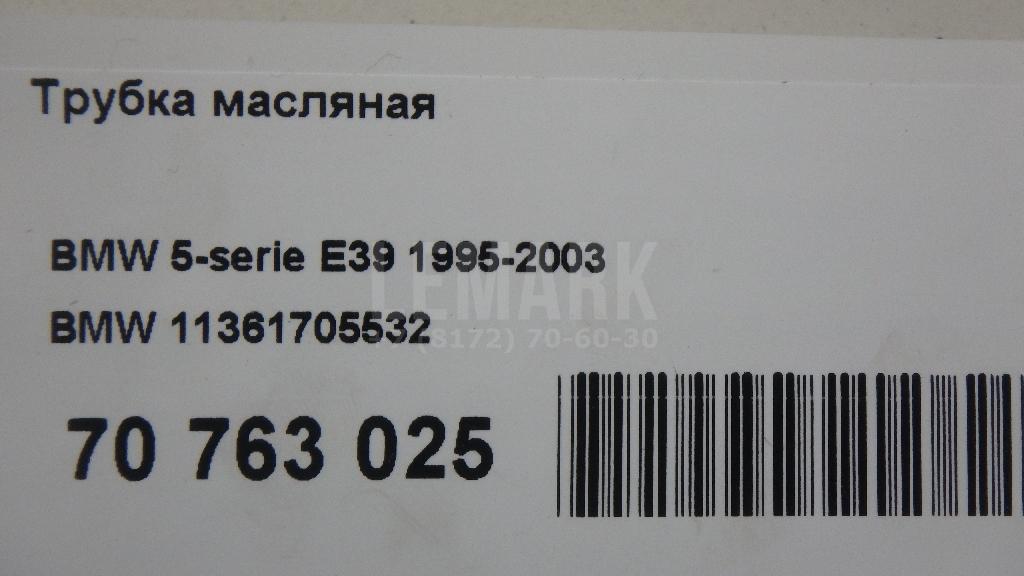 Трубка масляная
BMW 5-serie E39 1995-2003
LEMARK
BMW 11361705532
(8172) 70-60-30
70 763 025